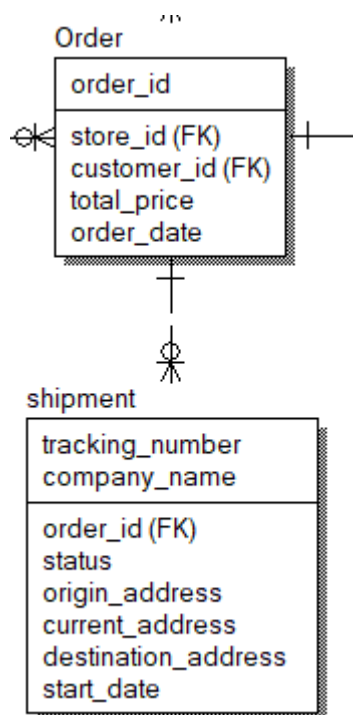 Order
order_id
store_id (FK)
customer_id (FK)
total_price
order_date
shipment
tracking_number
company_name
order_id (FK)
status
origin_address
current_address
destination_address
start_date